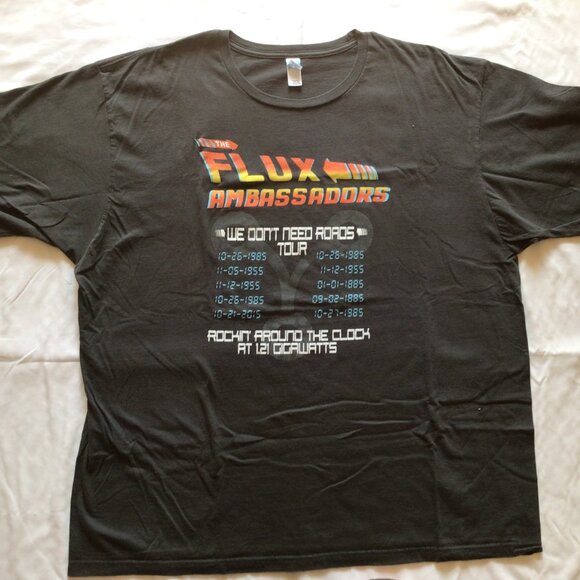 THE
FLUX
AMBASSADORS
WE DON'T NEED ROADS
TOUR
10-26-1985 10-28-1985
11-05-1955 11-12-1955
11-12-1955 01-01-1885
10-26-1985 09-02-1885
10-21-2015 10-27-1985
ROCKIN' AROUND THE CLOCK
AT 1.21 GIGAWATTS